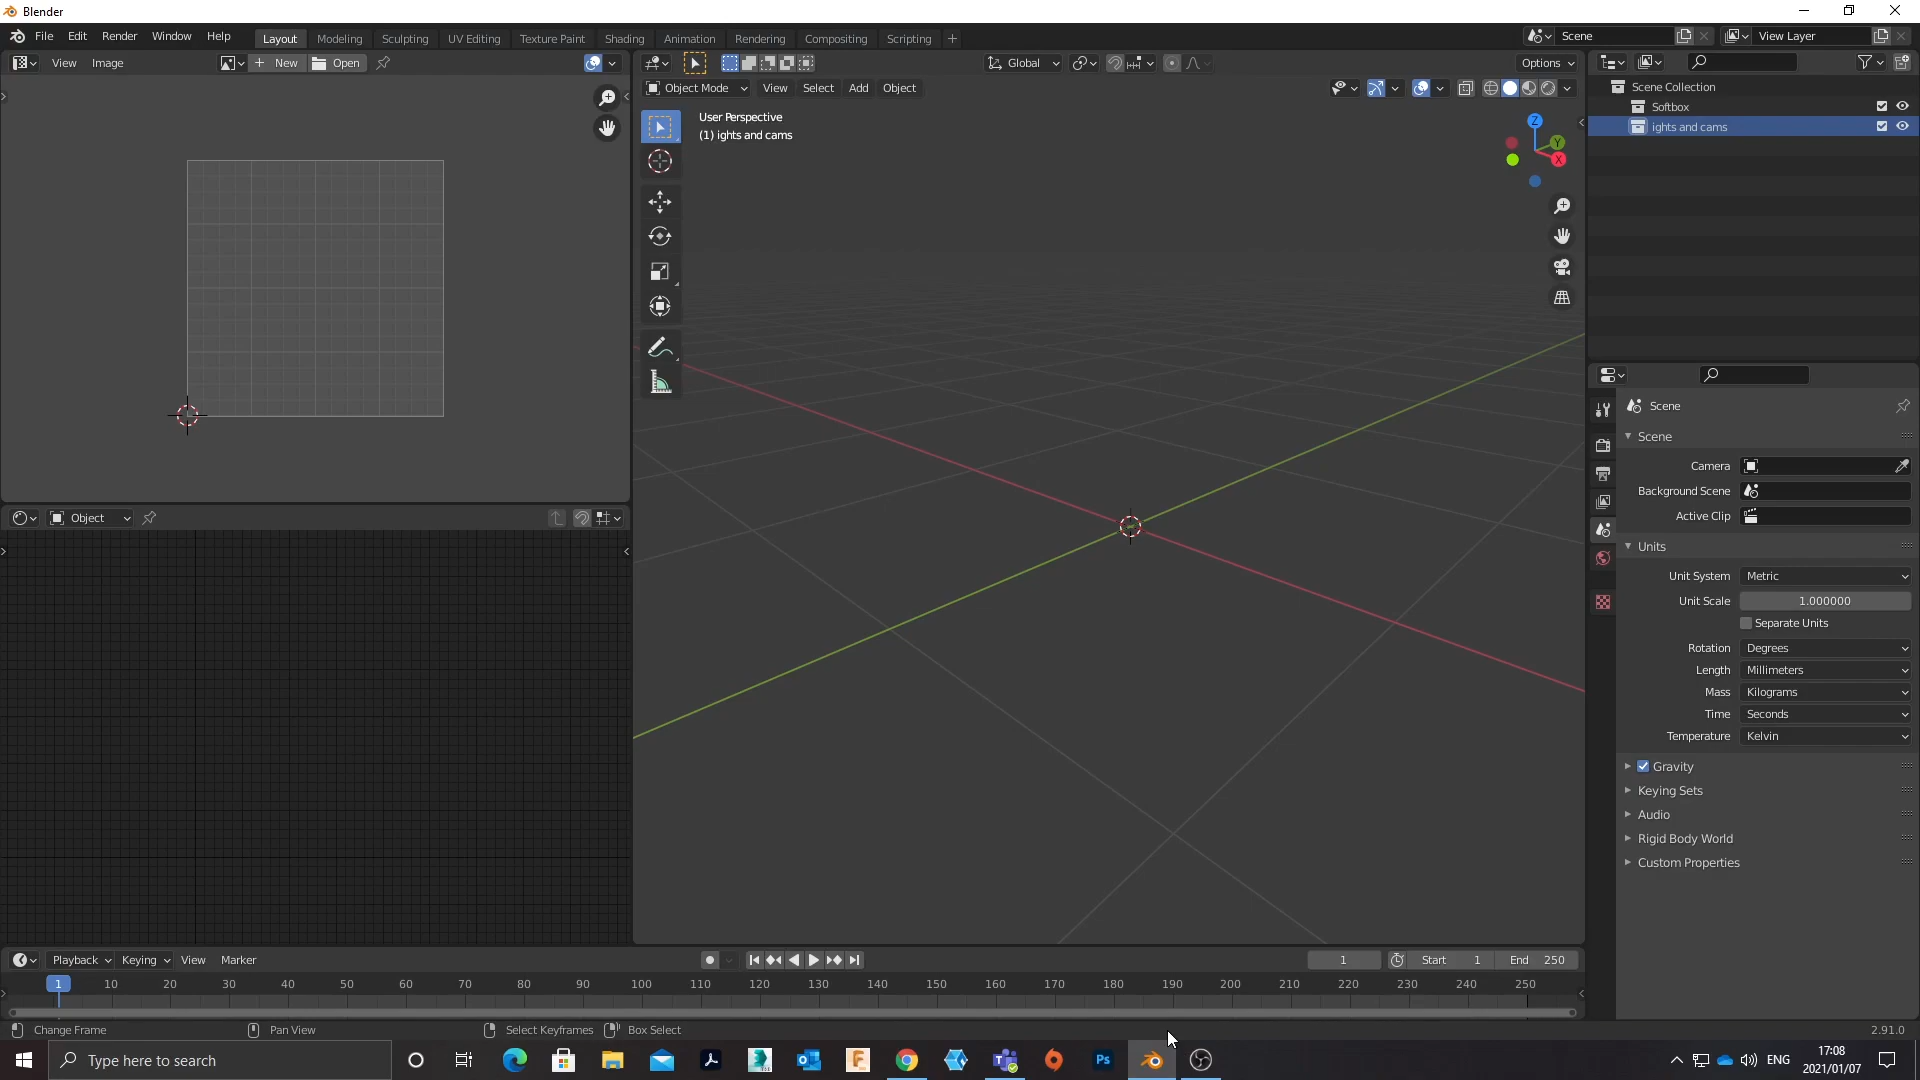 Blender
File Edit Render Window Help
Layout Modeling Sculpting UV Editing Texture Paint Shading Animation Rendering Compositing Scripting
Scene
View Layer
View Image
New Open
Global
Options
Object Mode View Select Add Object
User Perspective
(1) ights and cams
Z
Y
X
Scene Collection
Softbox
ights and cams
Scene
Scene
Camera
Background Scene
Active Clip
Units
Unit System Metric
Unit Scale 1.000000
Separate Units
Rotation Degrees
Length Millimeters
Mass Kilograms
Time Seconds
Temperature Kelvin
Gravity
Keying Sets
Audio
Rigid Body World
Custom Properties
Object
Playback Keying View Marker
1 Start 1 End 250
1 10 20 30 40 50 60 70 80 90 100 110 120 130 140 150 160 170 180 190 200 210 220 230 240 250
Change Frame Pan View Select Keyframes Box Select
2.91.0
Type here to search
Ps
ENG
17:08
2021/01/07